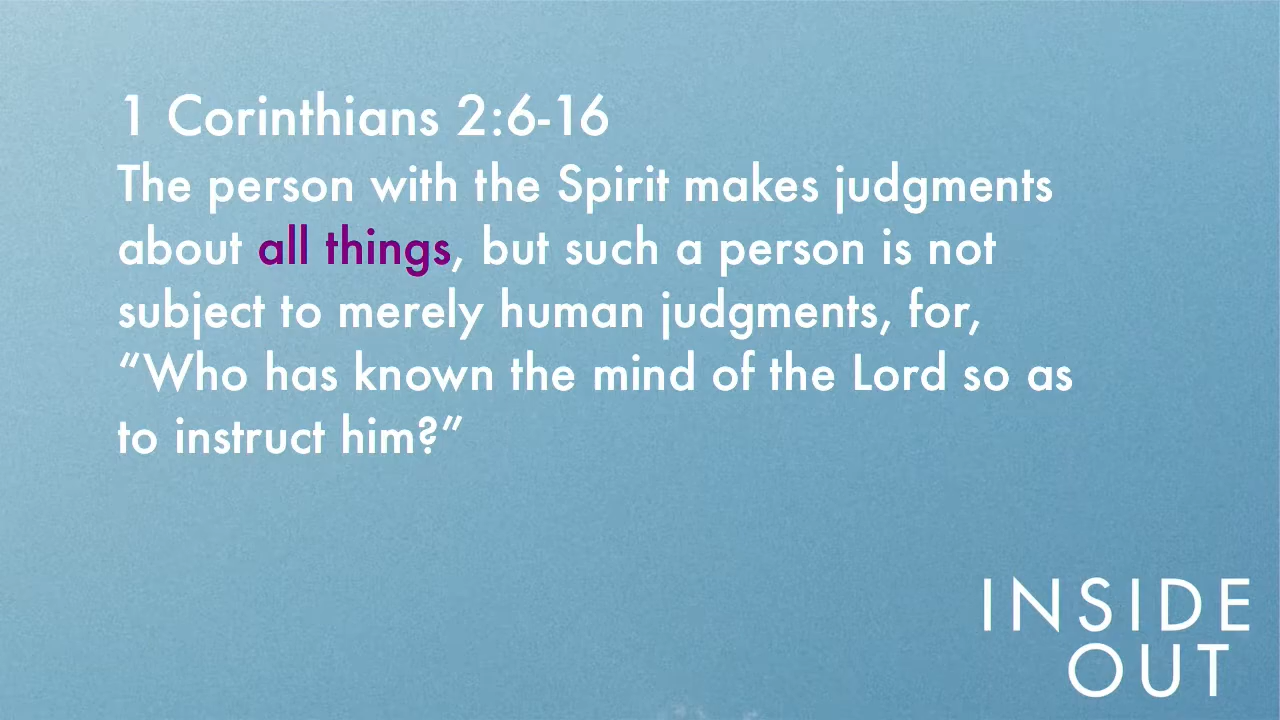 1 Corinthians 2:6-16
The person with the Spirit makes judgments
about all things, but such a person is not
subject to merely human judgments, for,
“Who has known the mind of the Lord so as
to instruct him?”
INSIDE
OUT